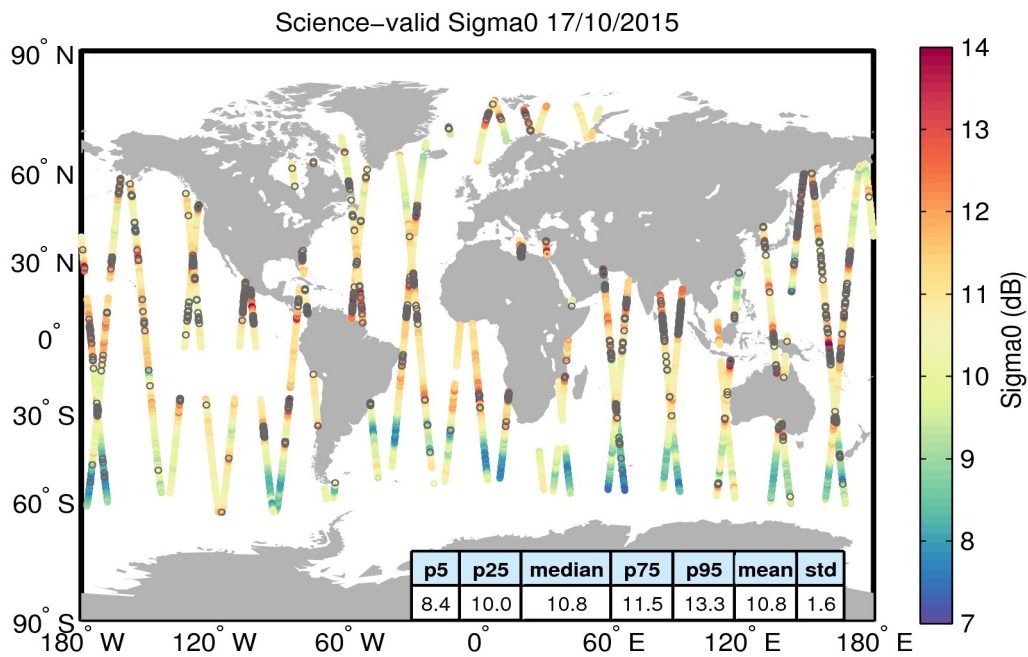 Science−valid Sigma0 17/10/2015
90° N
60° N
30° N
0°
30° S
60° S
90° S
180° W 120° W 60° W 0° 60° E 120° E 180° E
p5 p25 median p75 p95 mean std
8.4 10.0 10.8 11.5 13.3 10.8 1.6
14
13
12
11
10
9
8
7
Sigma0 (dB)